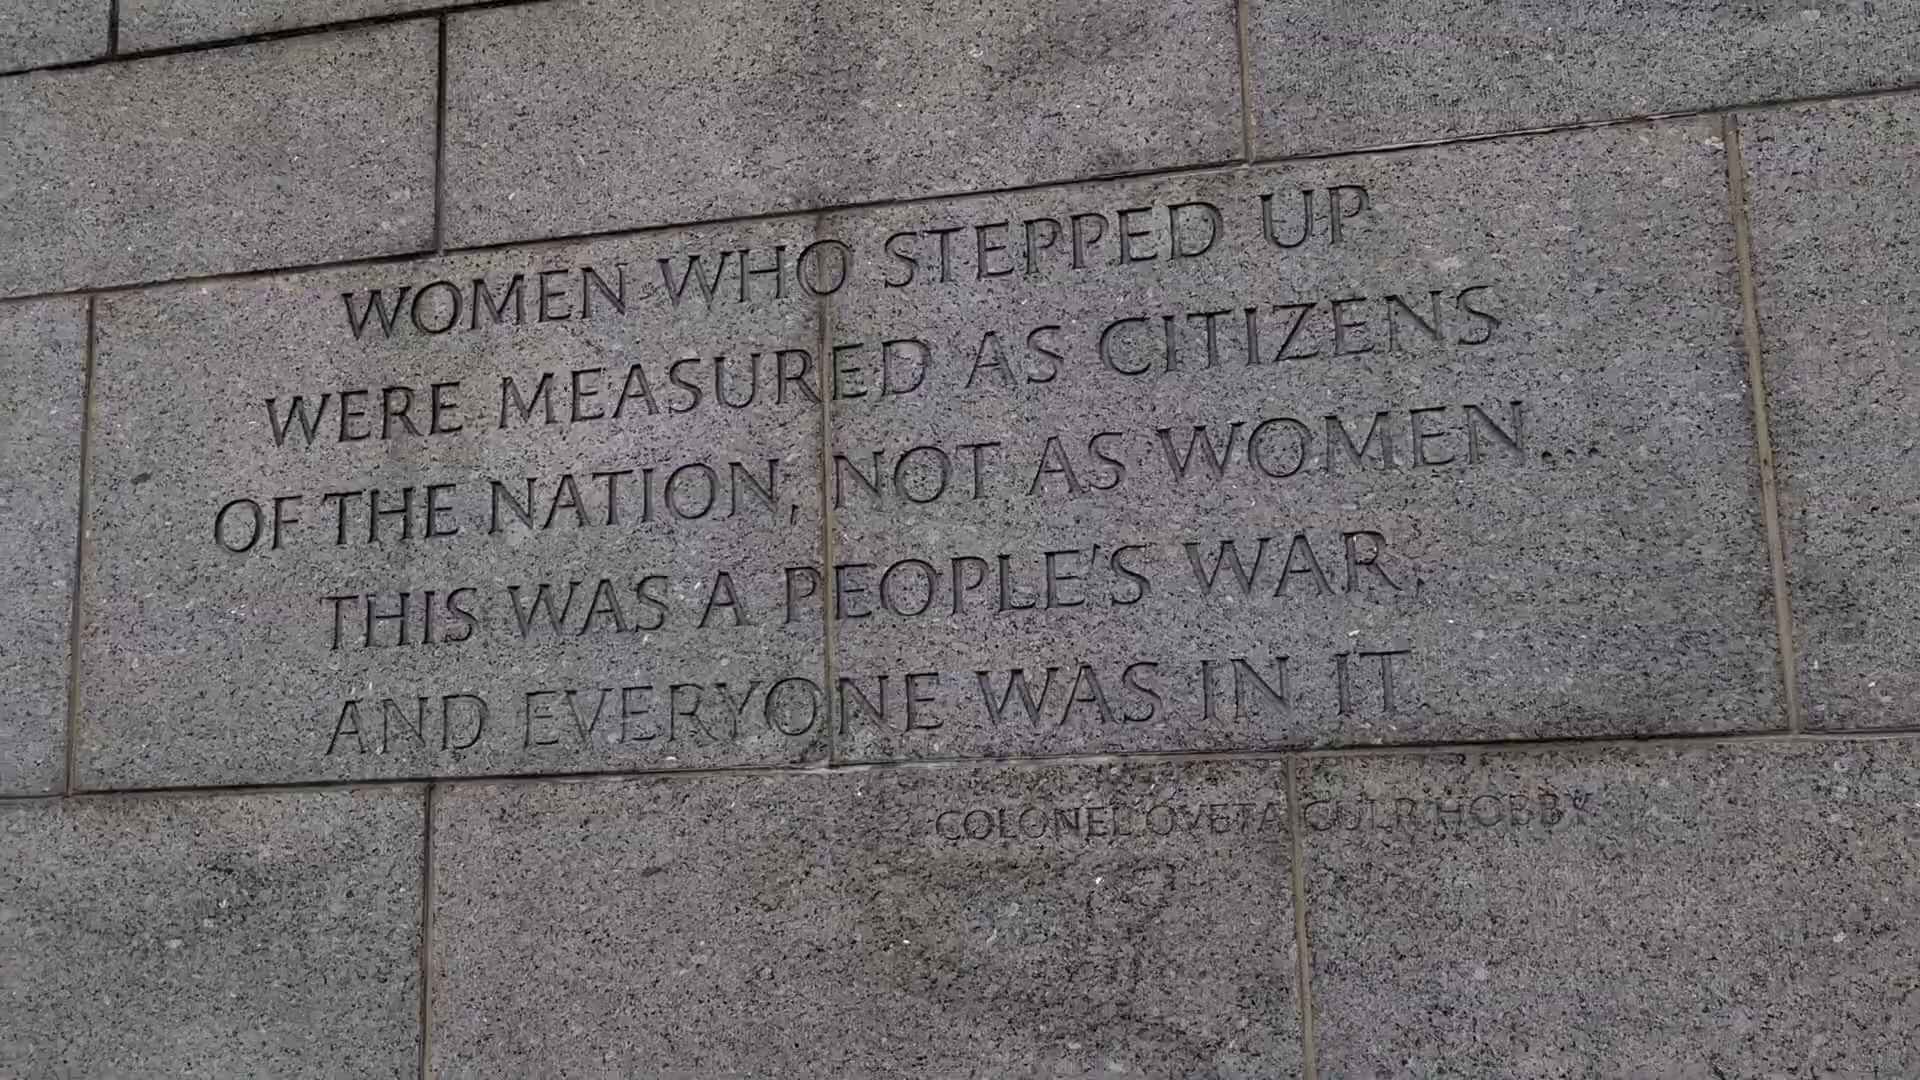 WOMEN WHO STEPPED UP
WERE MEASURED AS CITIZENS
OF THE NATION, NOT AS WOMEN...
THIS WAS A PEOPLE'S WAR,
AND EVERYONE WAS IN IT.
COLONEL OVETA CULP HOBBY